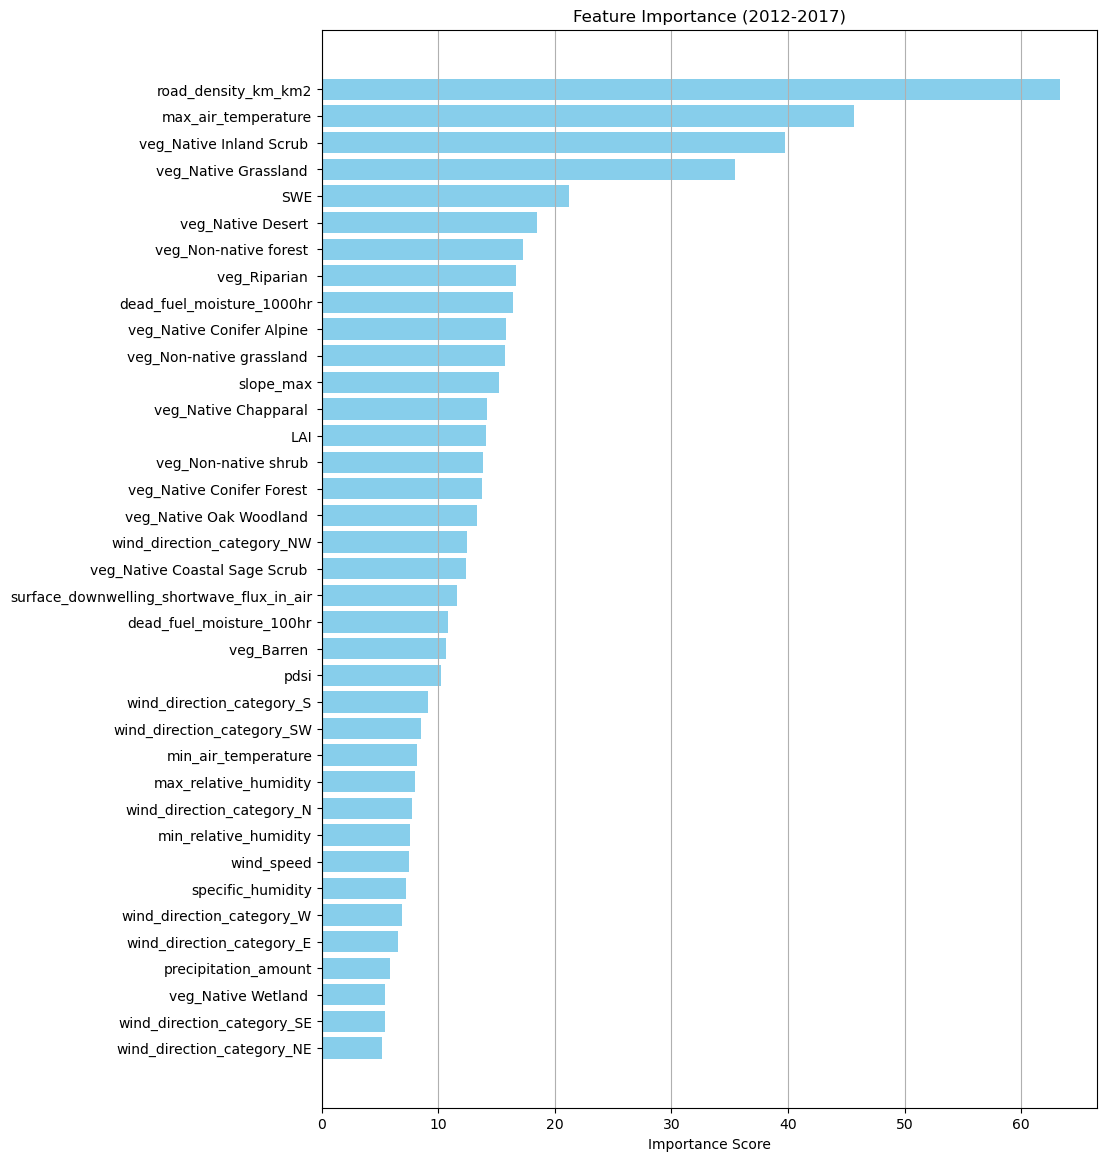 Feature Importance (2012-2017)
road_density_km_km2
max_air_temperature
veg_Native Inland Scrub
veg_Native Grassland
SWE
veg_Native Desert
veg_Non-native forest
veg_Riparian
dead_fuel_moisture_1000hr
veg_Native Conifer Alpine
veg_Non-native grassland
slope_max
veg_Native Chapparal
LAI
veg_Non-native shrub
veg_Native Conifer Forest
veg_Native Oak Woodland
wind_direction_category_NW
veg_Native Coastal Sage Scrub
surface_downwelling_shortwave_flux_in_air
dead_fuel_moisture_100hr
veg_Barren
pdsi
wind_direction_category_S
wind_direction_category_SW
min_air_temperature
max_relative_humidity
wind_direction_category_N
min_relative_humidity
wind_speed
specific_humidity
wind_direction_category_W
wind_direction_category_E
precipitation_amount
veg_Native Wetland
wind_direction_category_SE
wind_direction_category_NE
0 10 20 30 40 50 60
Importance Score